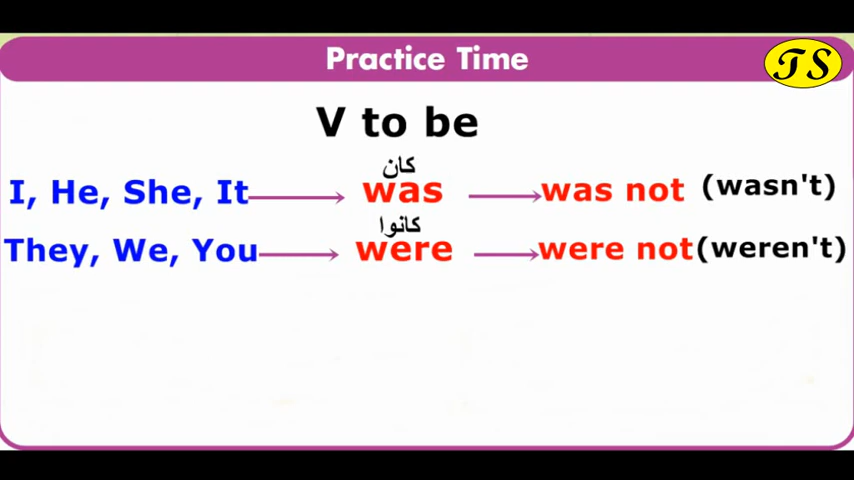 Practice Time
TS
V to be
كان
I, He, She, It was was not (wasn't)
كانوا
They, We, You were were not (weren't)